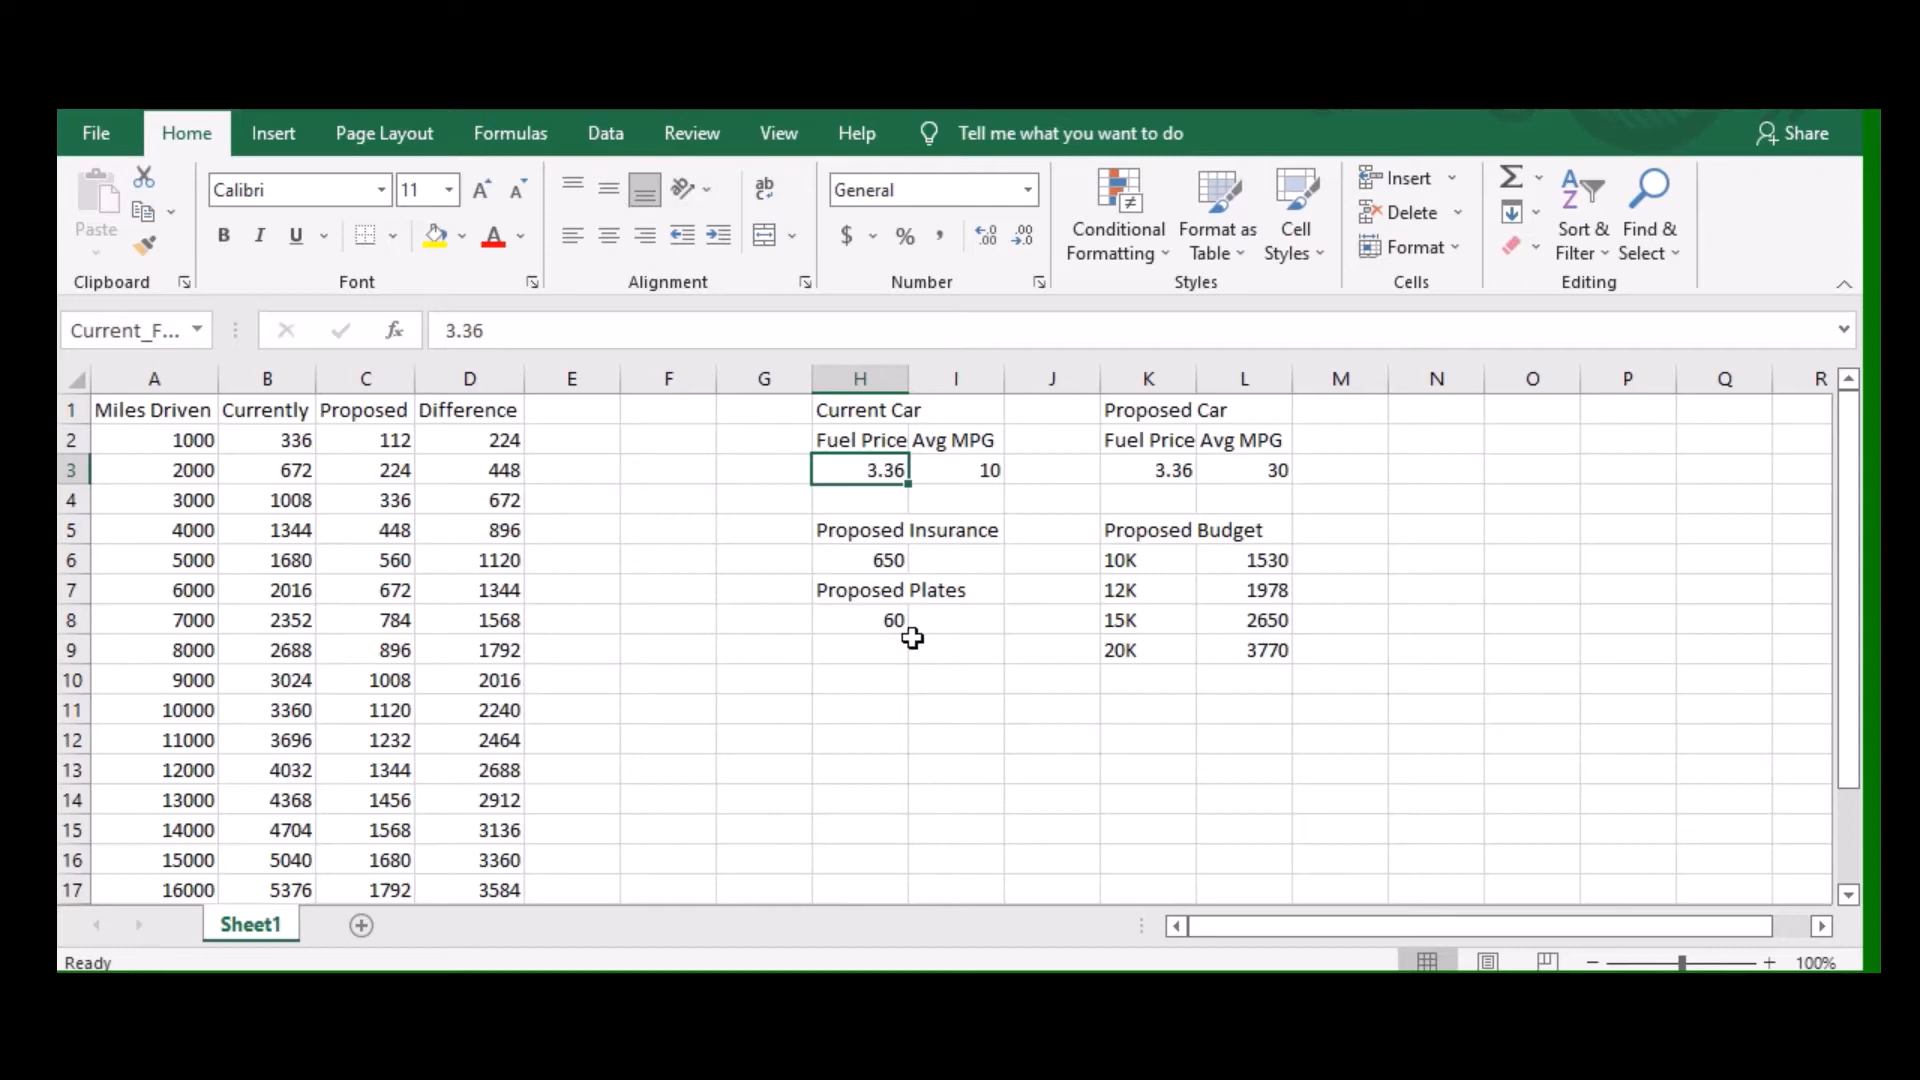 File Home Insert Page Layout Formulas Data Review View Help Tell me what you want to do Share
Paste Calibri 11 A A ab General Conditional Formatting Format as Table Cell Styles Insert Delete Format Sort & Filter Find & Select
B I U A $ % , .00 .0
Clipboard Font Alignment Number Styles Cells Editing
Current_F... fx 3.36
A B C D E F G H I J K L M N O P Q R
1 Miles Driven Currently Proposed Difference Current Car Proposed Car
2 1000 336 112 224 Fuel Price Avg MPG Fuel Price Avg MPG
3 2000 672 224 448 3.36 10 3.36 30
4 3000 1008 336 672
5 4000 1344 448 896 Proposed Insurance Proposed Budget
6 5000 1680 560 1120 650 10K 1530
7 6000 2016 672 1344 Proposed Plates 12K 1978
8 7000 2352 784 1568 60 15K 2650
9 8000 2688 896 1792 20K 3770
10 9000 3024 1008 2016
11 10000 3360 1120 2240
12 11000 3696 1232 2464
13 12000 4032 1344 2688
14 13000 4368 1456 2912
15 14000 4704 1568 3136
16 15000 5040 1680 3360
17 16000 5376 1792 3584
Sheet1
Ready 100%